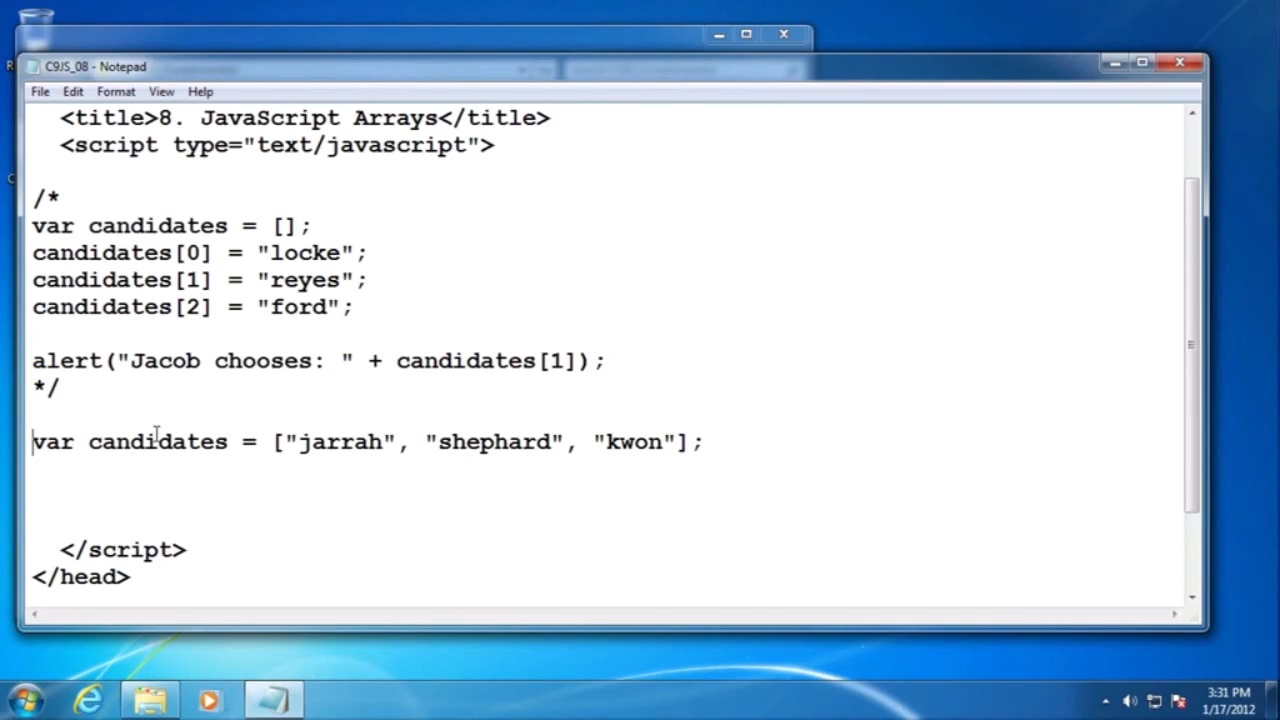 C9JS_08 - Notepad
File Edit Format View Help
<title>8. JavaScript Arrays</title>
<script type="text/javascript">
/*
var candidates = [];
candidates[0] = "locke";
candidates[1] = "reyes";
candidates[2] = "ford";
alert("Jacob chooses: " + candidates[1]);
*/
var candidates = ["jarrah", "shephard", "kwon"];
</script>
</head>
3:31 PM
1/17/2012